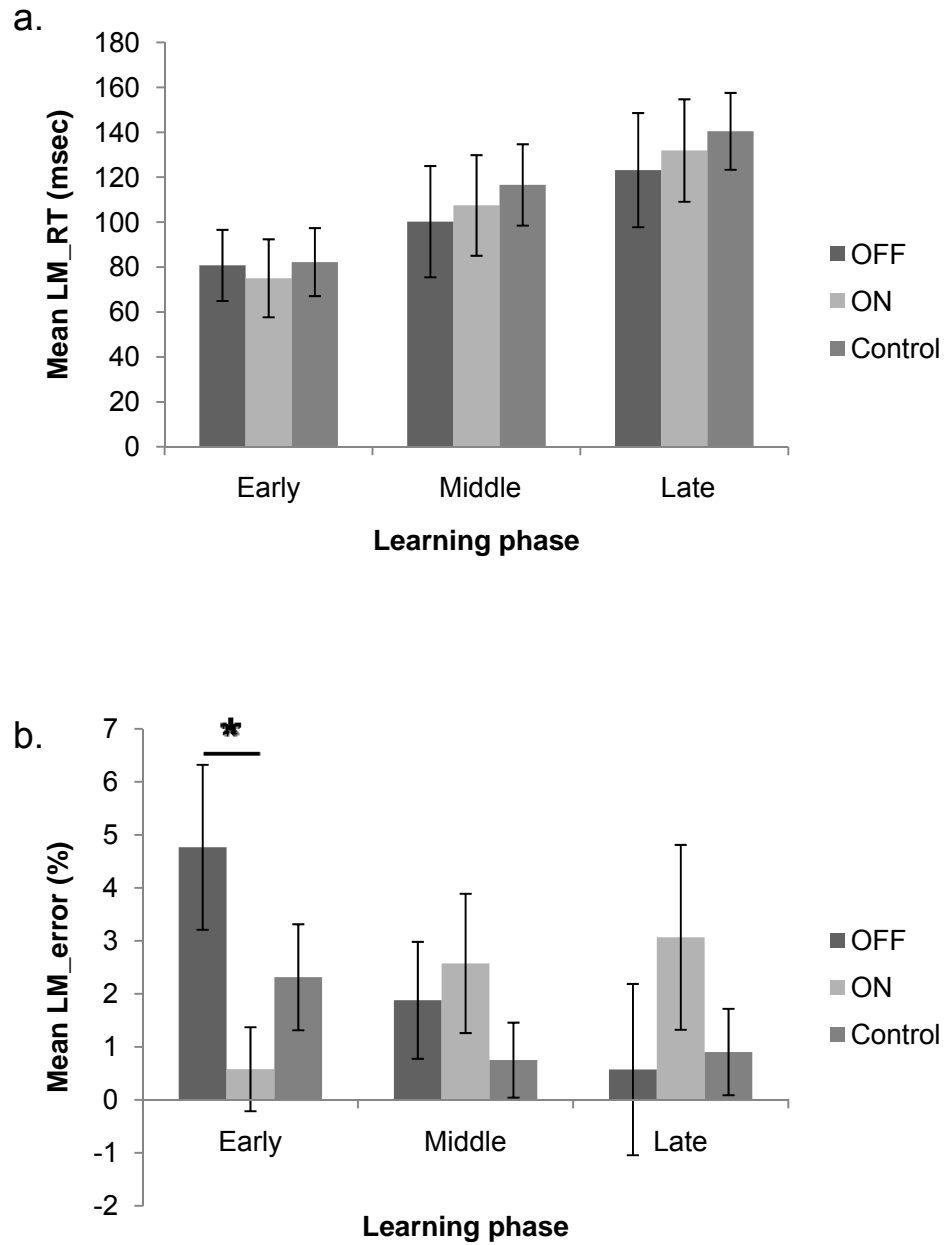 a.
180
160
140
120
100
80
60
40
20
0
Mean LM_RT (msec)
Early Middle Late
Learning phase
OFF
ON
Control
b.
7
6
5
4
3
2
1
0
-1
-2
Mean LM_error (%)
*
Early Middle Late
Learning phase
OFF
ON
Control